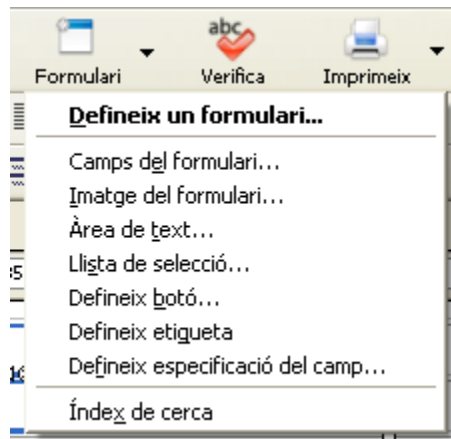 abc
Formulari Verifica Imprimeix
Defineix un formulari...
Camps del formulari...
Imatge del formulari...
Àrea de text...
Llista de selecció...
Defineix botó...
Defineix etiqueta
Defineix especificació del camp...
Índex de cerca